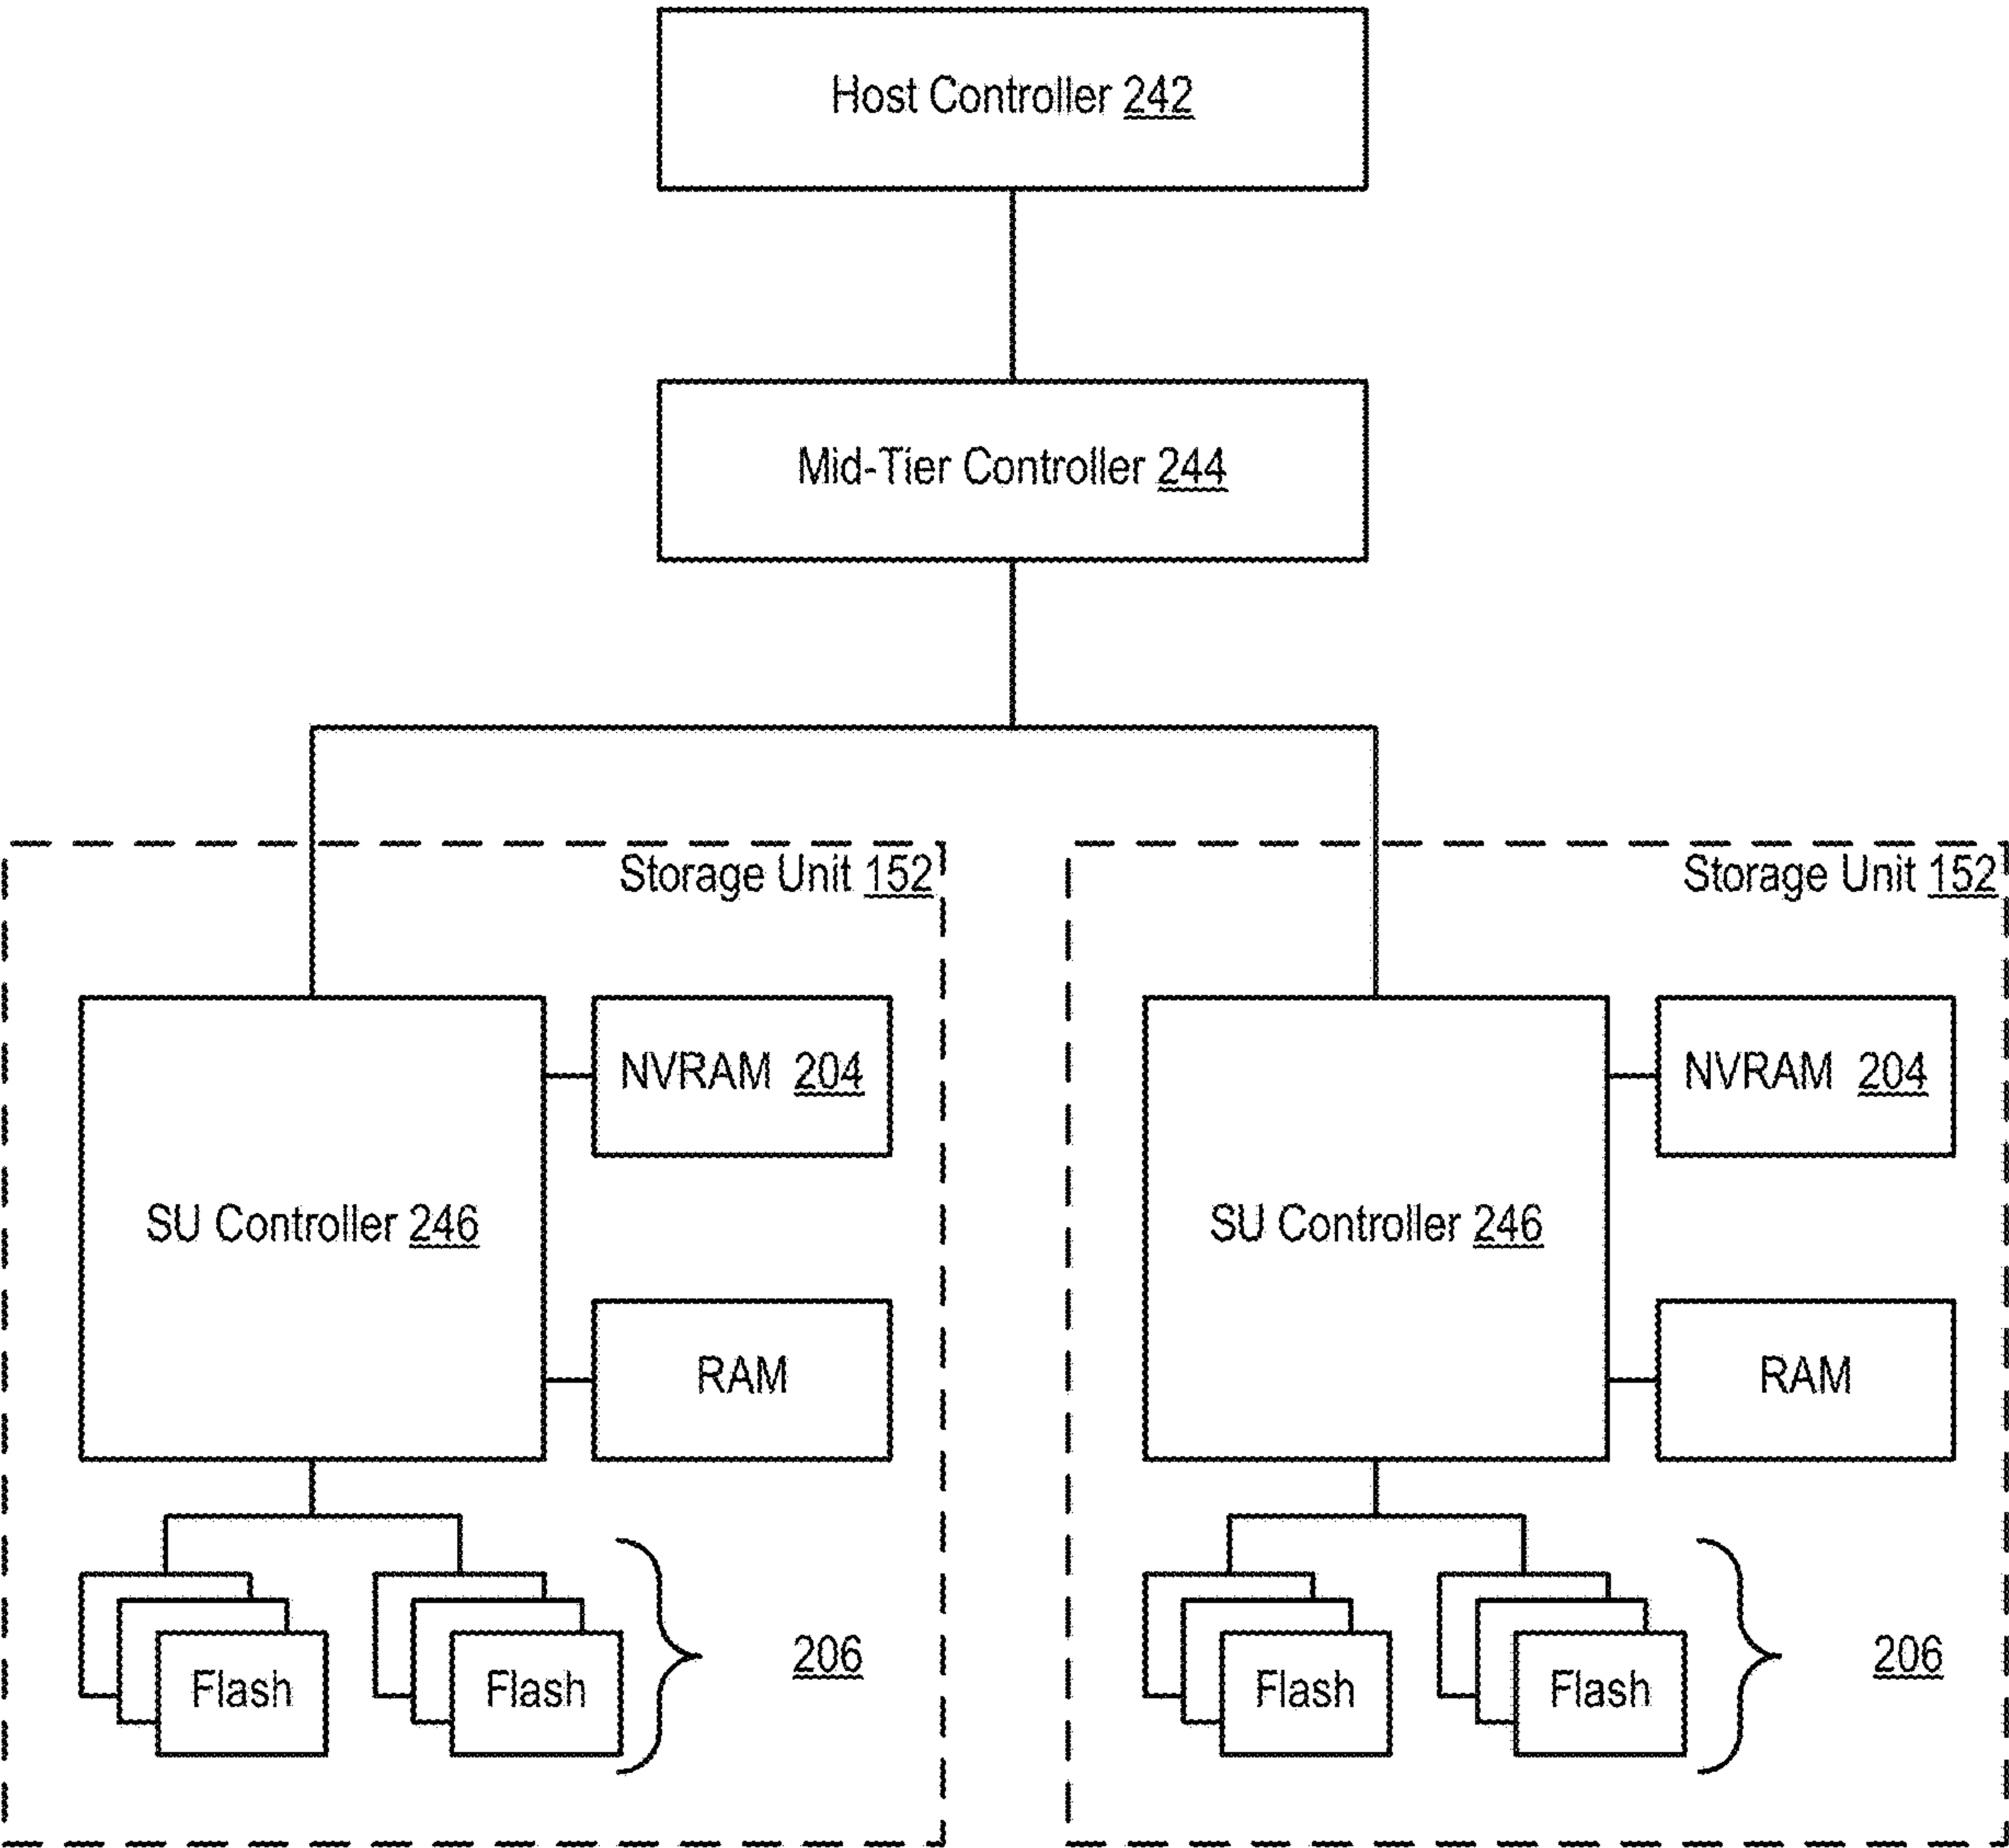 Host Controller 242
Mid-Tier Controller 244
Storage Unit 152
SU Controller 246
NVRAM 204
RAM
Flash
Flash
206
Storage Unit 152
SU Controller 246
NVRAM 204
RAM
Flash
Flash
206